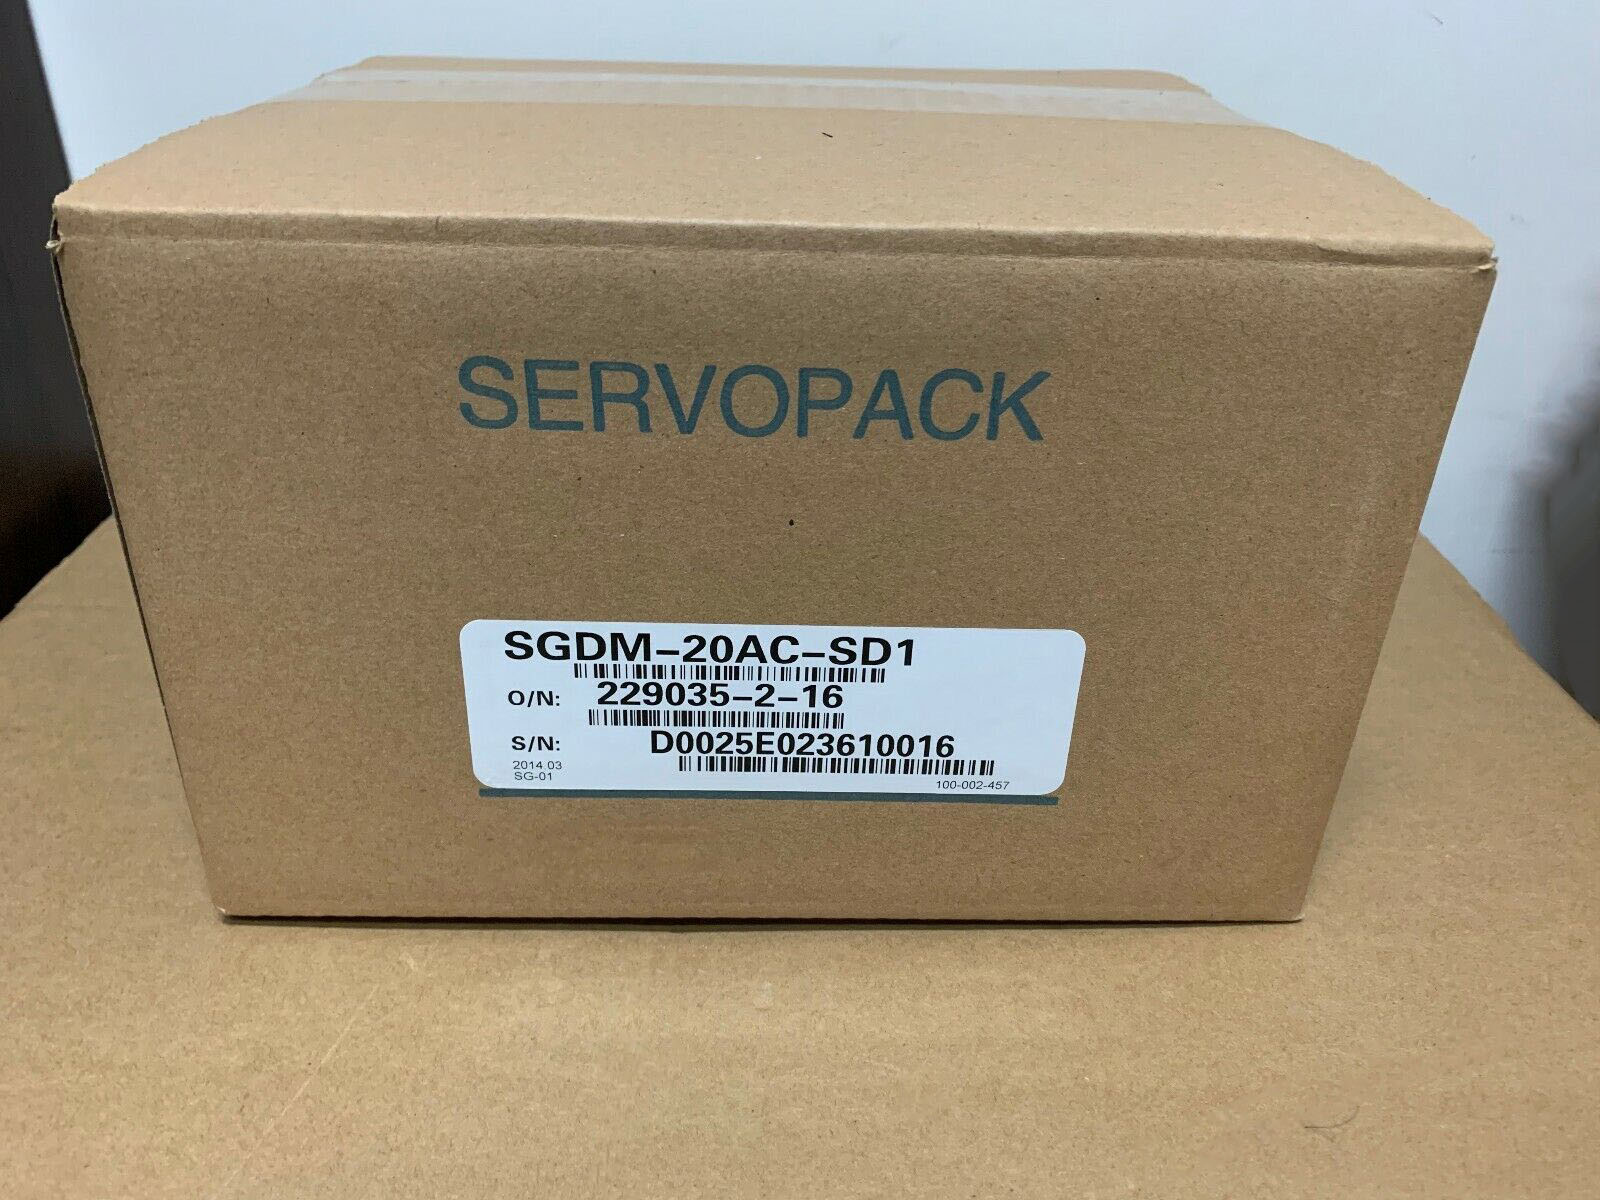 SERVOPACK
SGDM-20AC-SD1
O/N: 229035-2-16
S/N: D0025E023610016
2014.03
SG-01
100-002-457